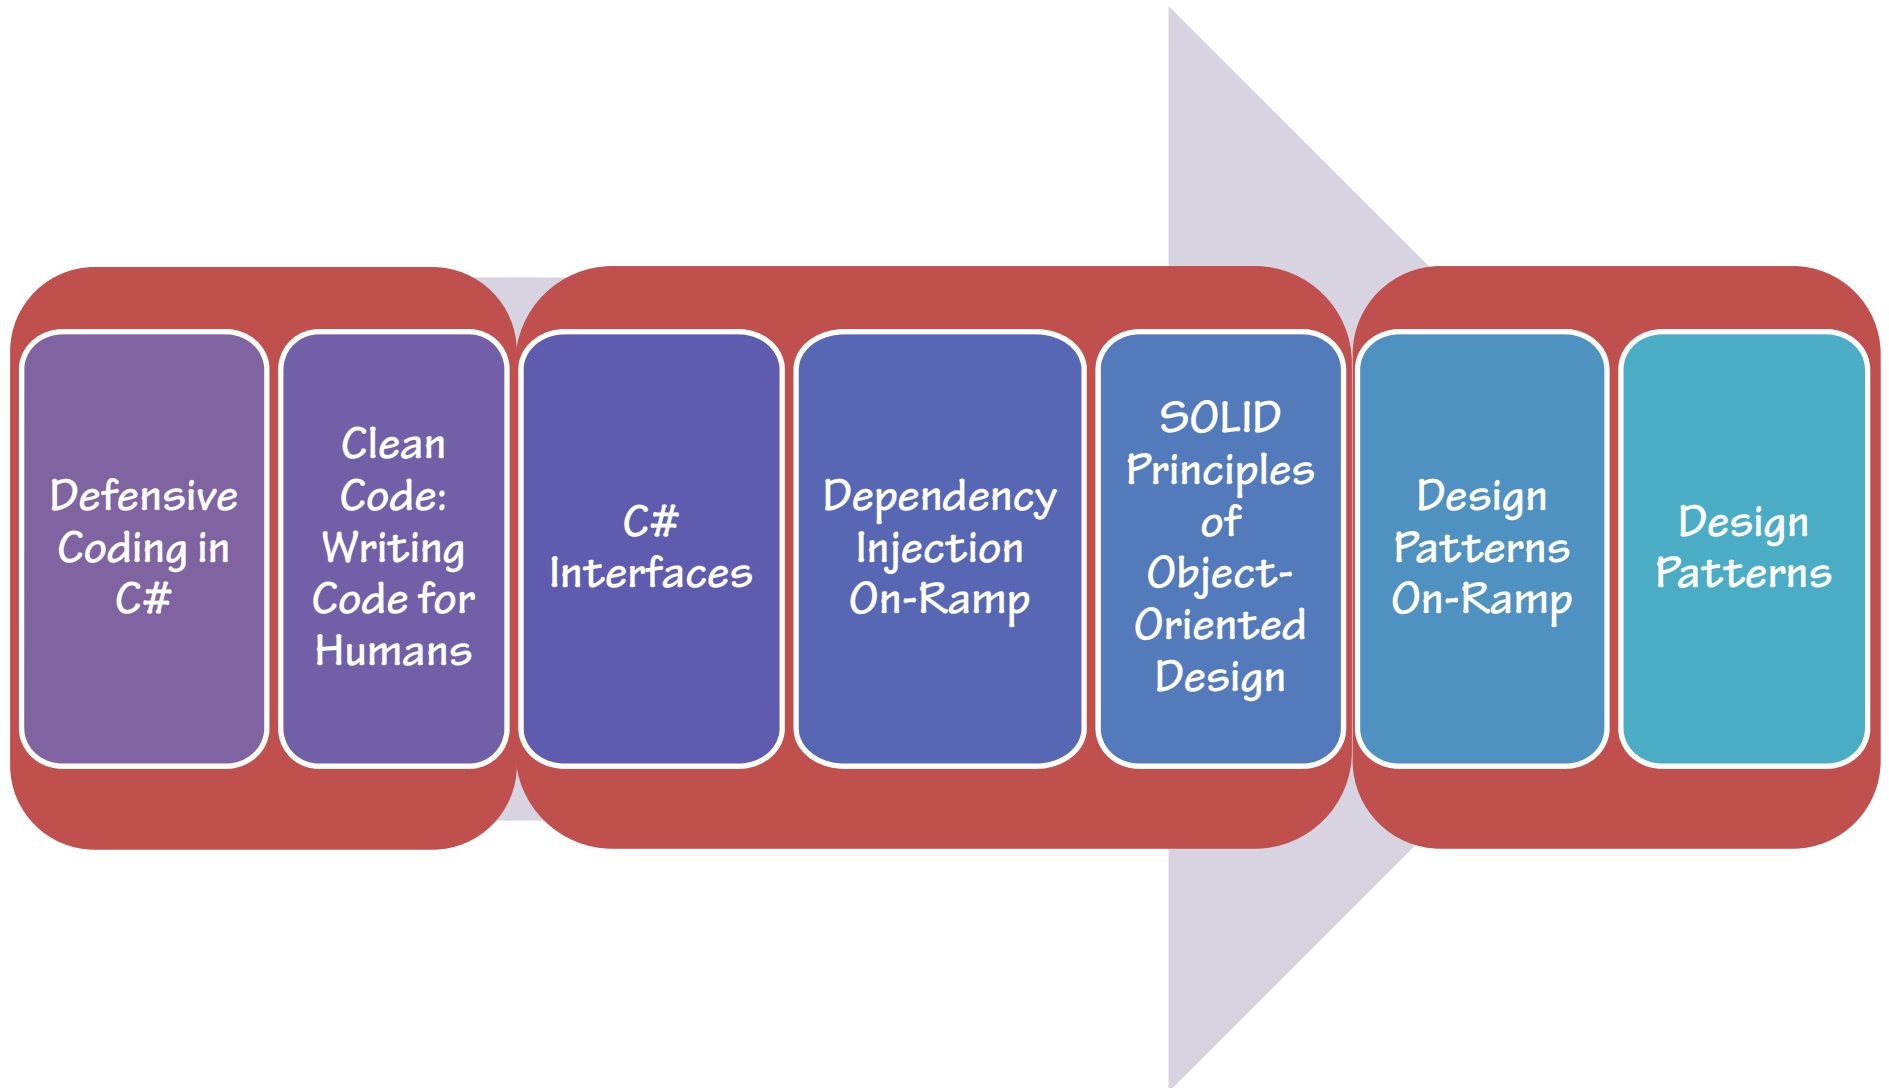 Defensive
Coding in
C#
Clean
Code:
Writing
Code for
Humans
C#
Interfaces
Dependency
Injection
On-Ramp
SOLID
Principles
of
Object-
Oriented
Design
Design
Patterns
On-Ramp
Design
Patterns